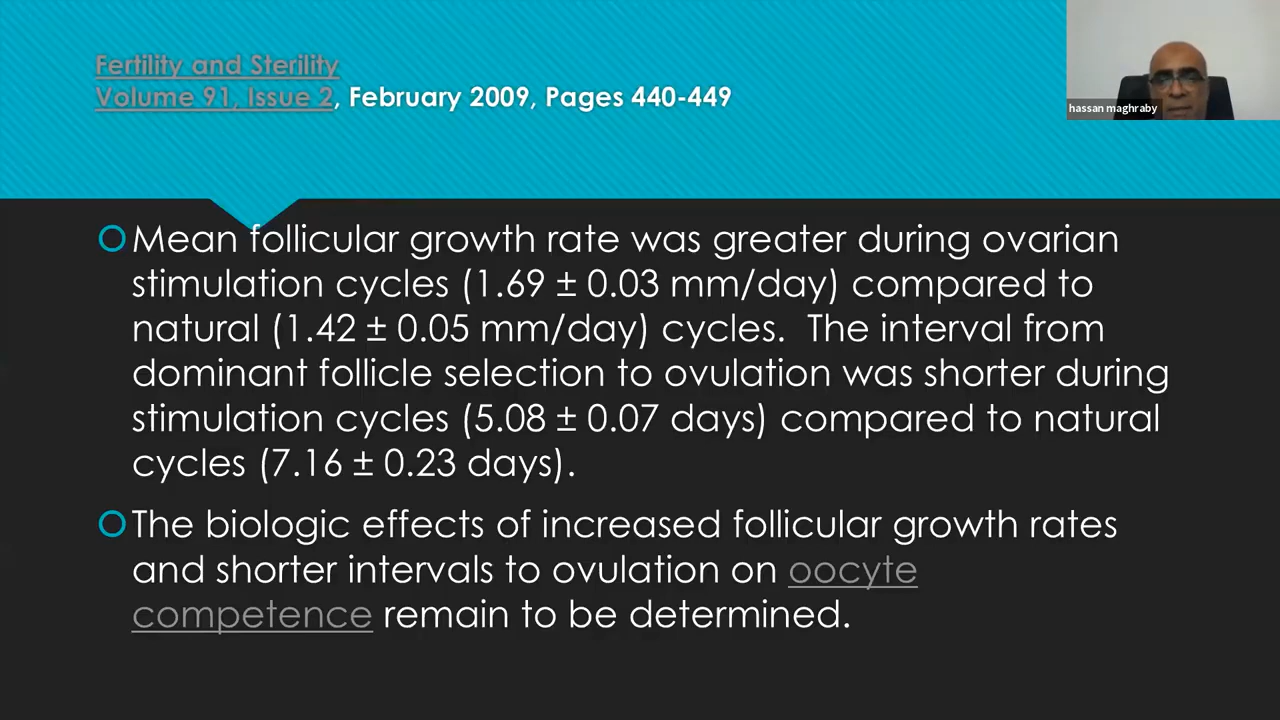 Fertility and Sterility
Volume 91, Issue 2, February 2009, Pages 440-449
hassan maghraby
Mean follicular growth rate was greater during ovarian
stimulation cycles (1.69 ± 0.03 mm/day) compared to
natural (1.42 ± 0.05 mm/day) cycles.  The interval from
dominant follicle selection to ovulation was shorter during
stimulation cycles (5.08 ± 0.07 days) compared to natural
cycles (7.16 ± 0.23 days).
The biologic effects of increased follicular growth rates
and shorter intervals to ovulation on oocyte
competence remain to be determined.